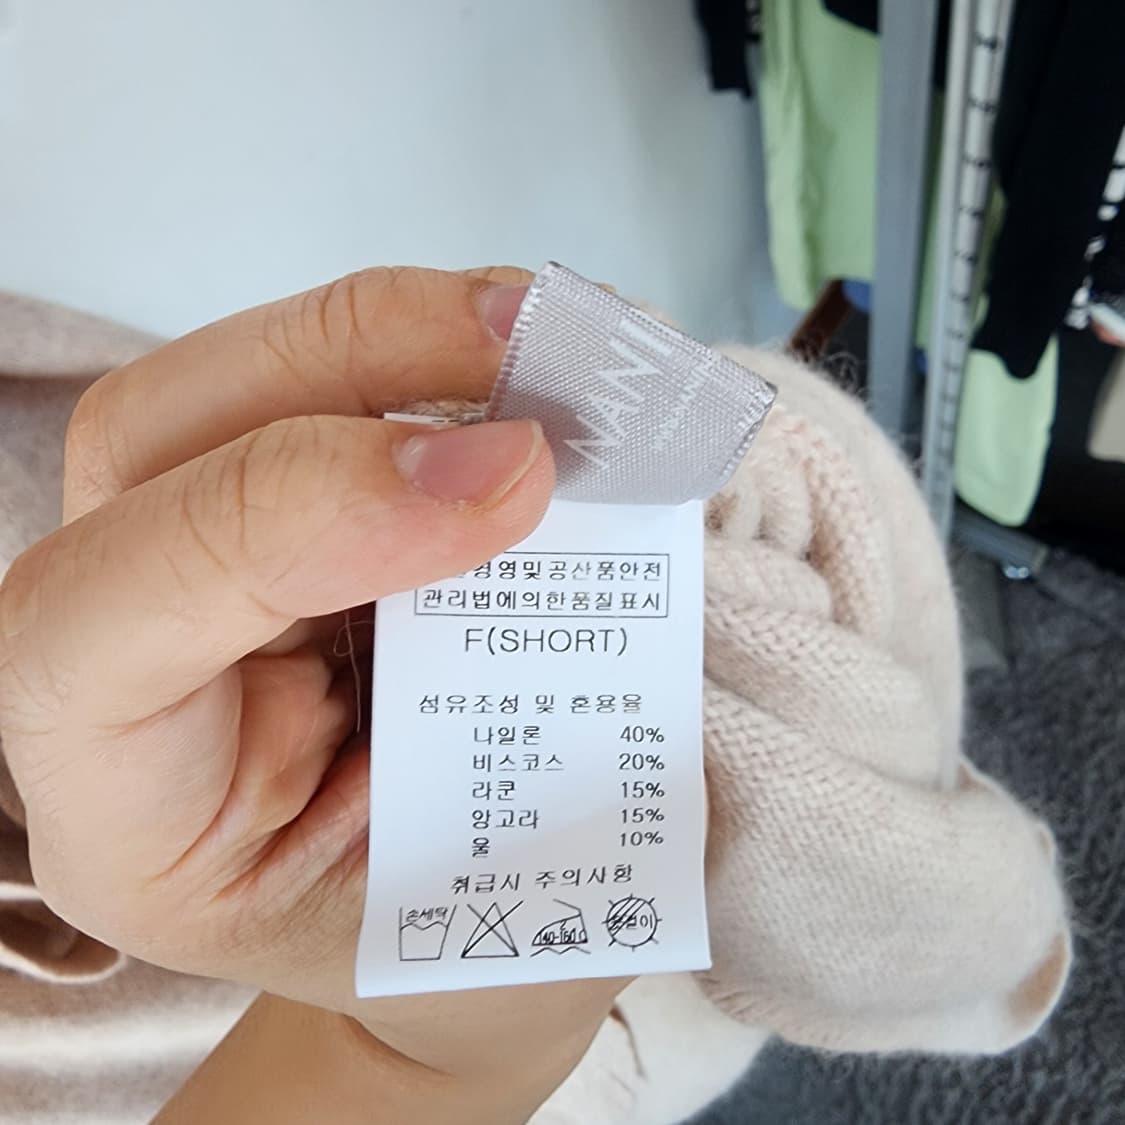 NANI
경영및공산품안전
관리법에의한품질표시
F(SHORT)
섬유조성 및 혼용율
나일론 40%
비스코스 20%
라쿤 15%
앙고라 15%
울 10%
취급시 주의사항
손세탁
140-160℃